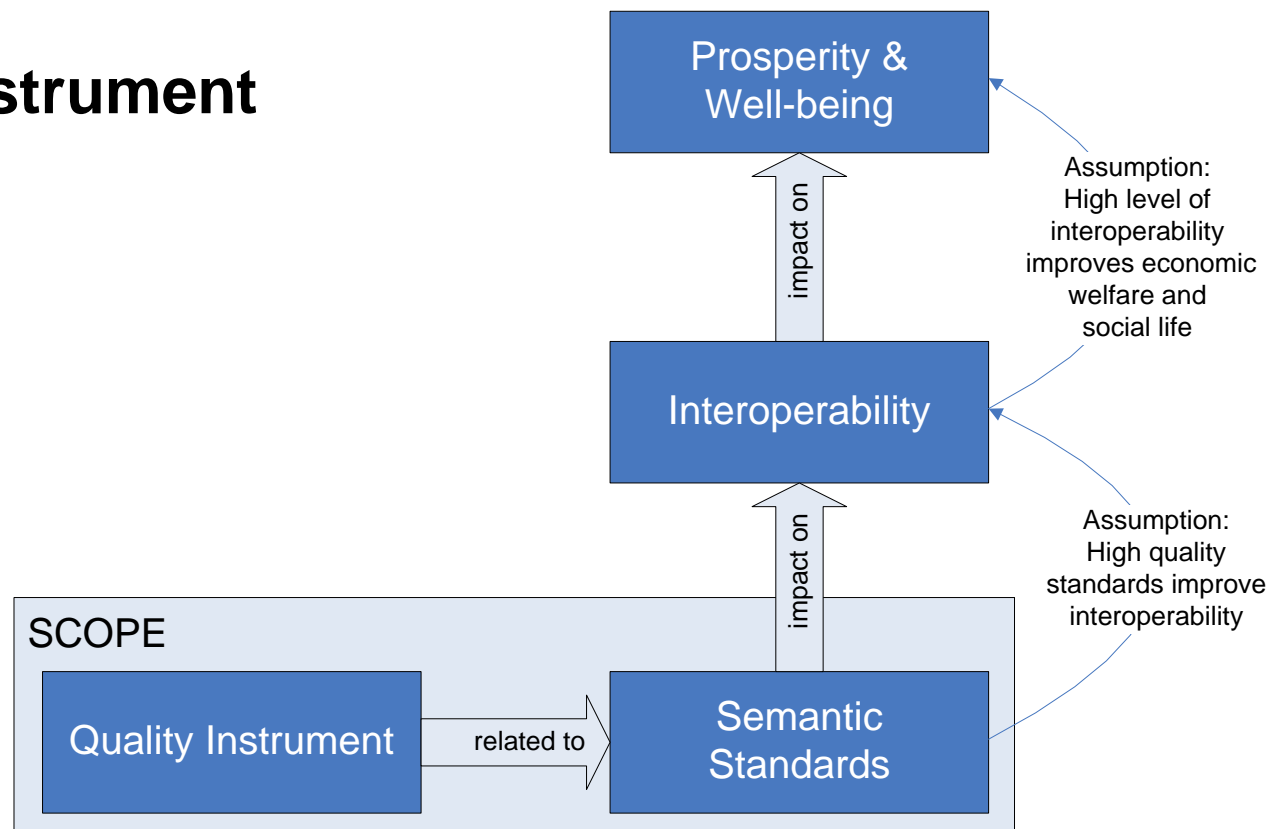 strument
Prosperity &
Well-being
impact on
Assumption:
High level of
interoperability
improves economic
welfare and
social life
Interoperability
impact on
Assumption:
High quality
standards improve
interoperability
SCOPE
Quality Instrument
related to
Semantic
Standards